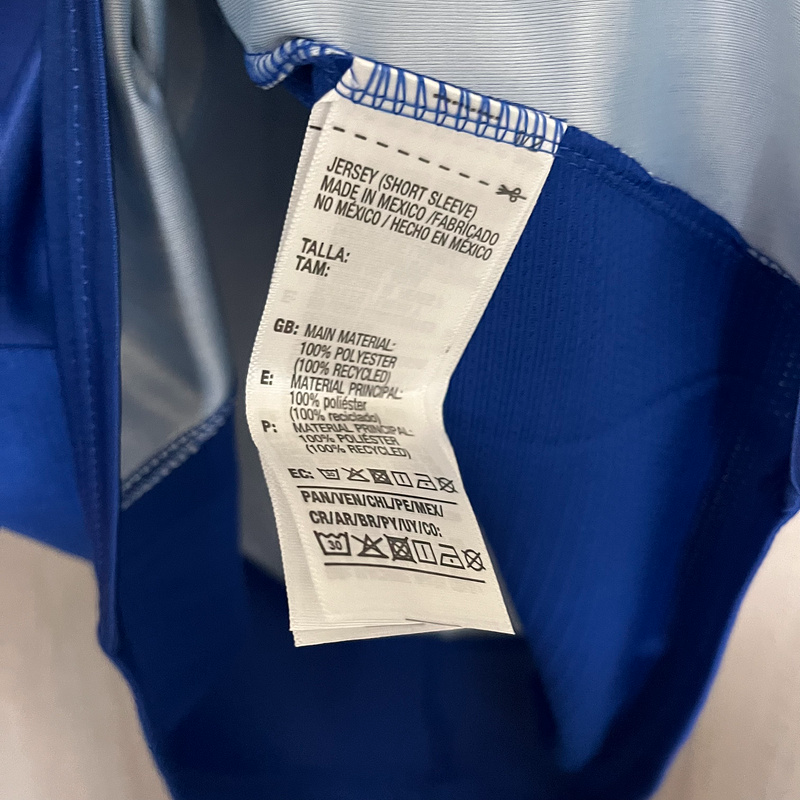 JERSEY (SHORT SLEEVE)
MADE IN MEXICO /FABRICADO
NO MÉXICO / HECHO EN MÉXICO
TALLA:
TAM:
GB: MAIN MATERIAL:
100% POLYESTER
(100% RECYCLED)
E: MATERIAL PRINCIPAL:
100% poliéster
(100% reciclado)
P: MATERIAL PRINCIPAL:
100% POLIÉSTER
(100% RECYCLED)
EC:
PAN/VEN/CHL/PE/MEX/
CR/AR/BR/PY/UY/CO:
30